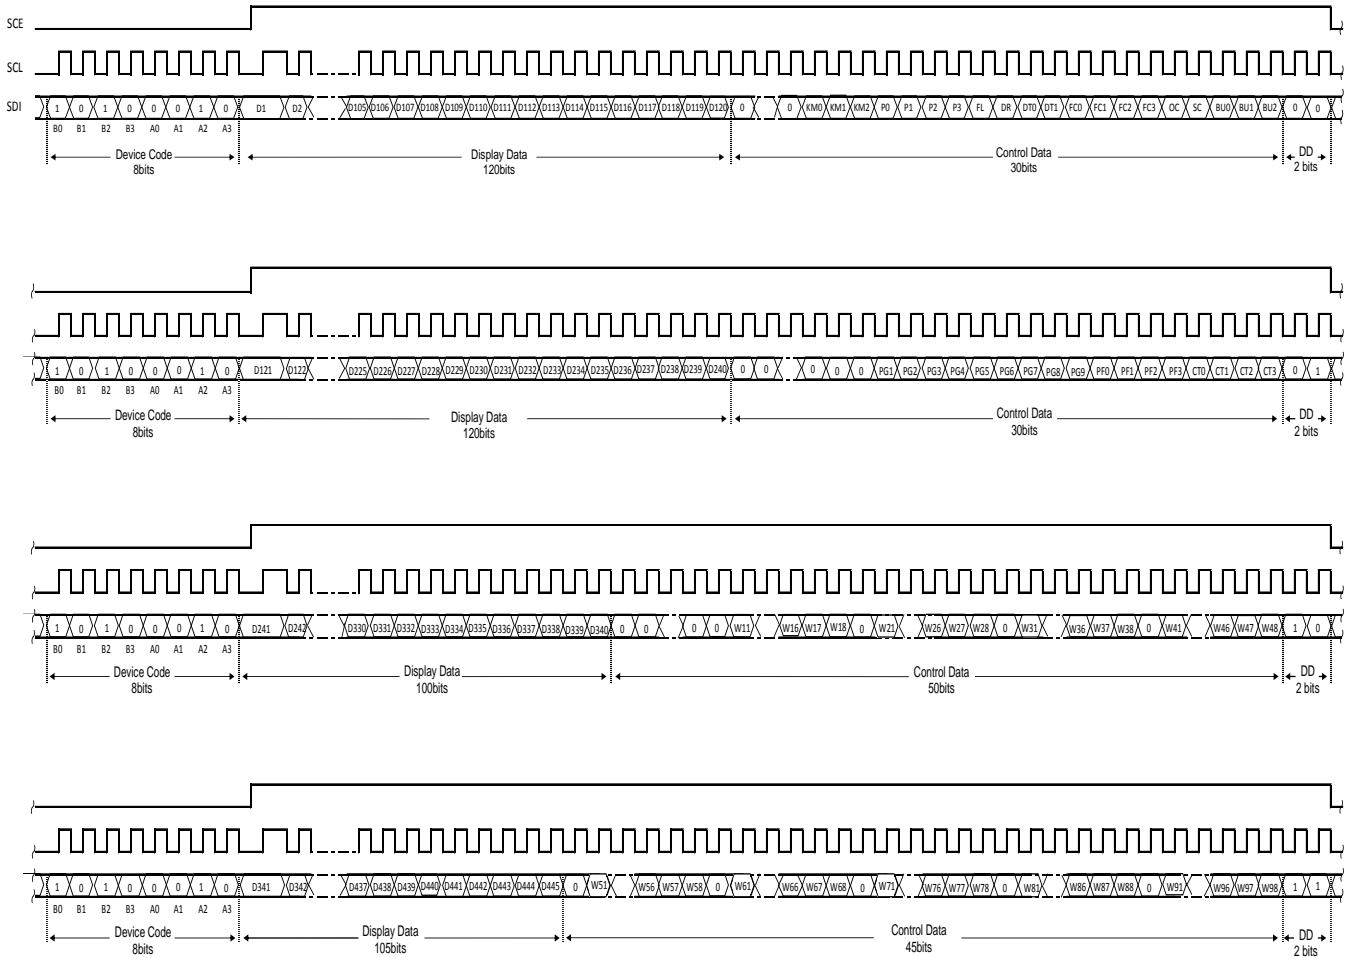 SCE
SCL
SDI 1 0 1 0 0 0 1 0 D1 D2 D105 D106 D107 D108 D109 D110 D111 D112 D113 D114 D115 D116 D117 D118 D119 D120 0 0 KM0 KM1 KM2 P0 P1 P2 P3 FL DR DT0 DT1 FC0 FC1 FC2 FC3 OC SC BU0 BU1 BU2 0 0
B0 B1 B2 B3 A0 A1 A2 A3
Device Code Display Data Control Data DD
8bits 120bits 30bits 2 bits
1 0 1 0 0 0 1 0 D121 D122 D225 D226 D227 D228 D229 D230 D231 D232 D233 D234 D235 D236 D237 D238 D239 D240 0 0 0 0 0 PG1 PG2 PG3 PG4 PG5 PG6 PG7 PG8 PG9 PF0 PF1 PF2 PF3 CT0 CT1 CT2 CT3 0 1
B0 B1 B2 B3 A0 A1 A2 A3
Device Code Display Data Control Data DD
8bits 120bits 30bits 2 bits
1 0 1 0 0 0 1 0 D241 D242 D330 D331 D332 D333 D334 D335 D336 D337 D338 D339 D340 0 0 0 0 W11 W16 W17 W18 0 W21 W26 W27 W28 0 W31 W36 W37 W38 0 W41 W46 W47 W48 1 0
B0 B1 B2 B3 A0 A1 A2 A3
Device Code Display Data Control Data DD
8bits 100bits 50bits 2 bits
1 0 1 0 0 0 1 0 D341 D342 D437 D438 D439 D440 D441 D442 D443 D444 D445 0 W51 W56 W57 W58 0 W61 W66 W67 W68 0 W71 W76 W77 W78 0 W81 W86 W87 W88 0 W91 W96 W97 W98 1 1
B0 B1 B2 B3 A0 A1 A2 A3
Device Code Display Data Control Data DD
8bits 105bits 45bits 2 bits